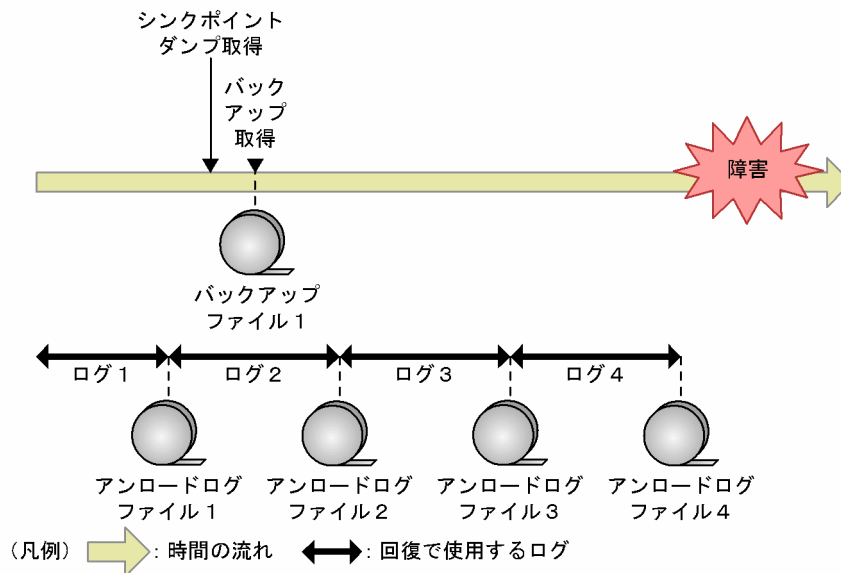 シンクポイント
ダンプ取得
バック
アップ
取得
障害
バックアップ
ファイル１
ログ１
ログ２
ログ３
ログ４
アンロードログ
ファイル１
アンロードログ
ファイル２
アンロードログ
ファイル３
アンロードログ
ファイル４
（凡例）
：時間の流れ
：回復で使用するログ